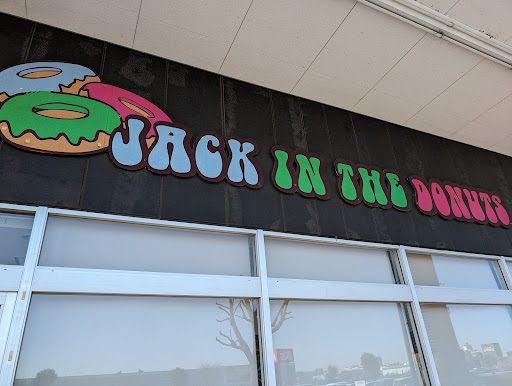 JACK IN THE DONUTS